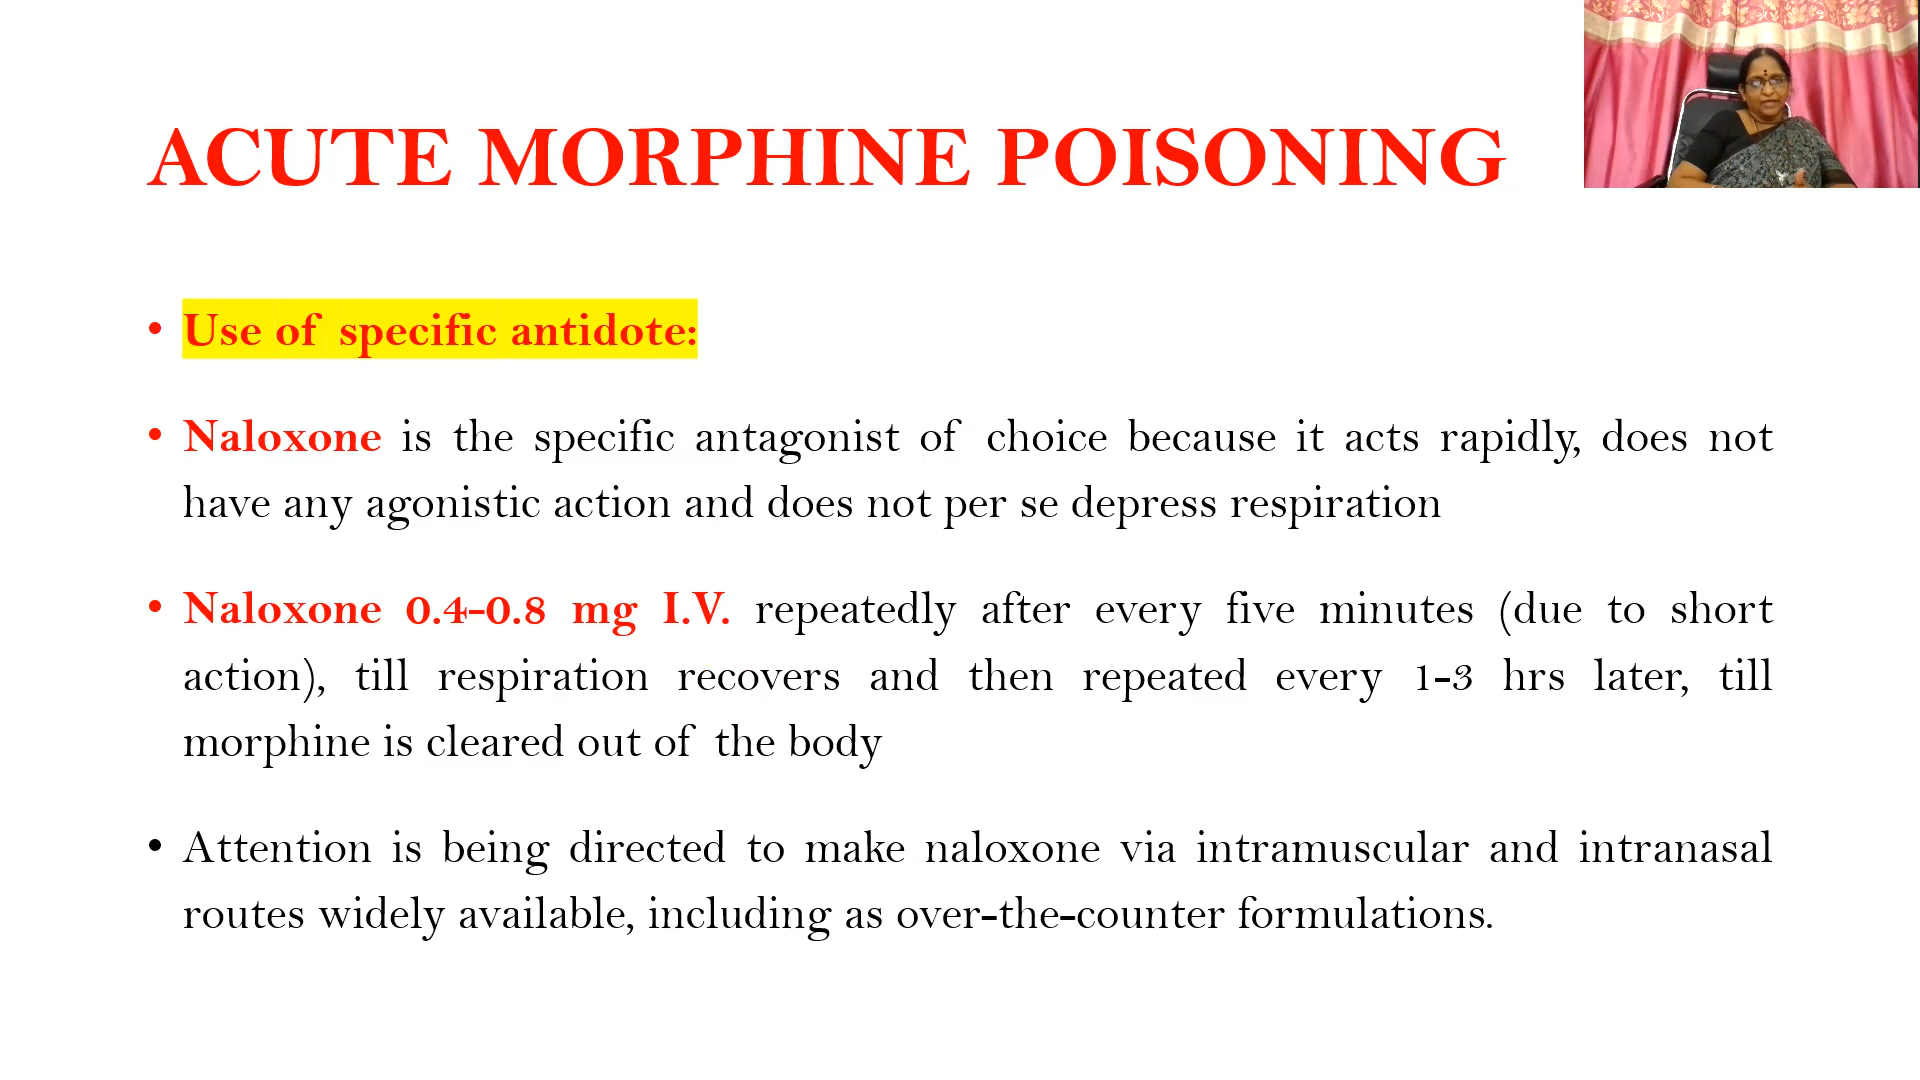 ACUTE MORPHINE POISONING
• Use of specific antidote:
• Naloxone is the specific antagonist of choice because it acts rapidly, does not
have any agonistic action and does not per se depress respiration
• Naloxone 0.4-0.8 mg I.V. repeatedly after every five minutes (due to short
action), till respiration recovers and then repeated every 1-3 hrs later, till
morphine is cleared out of the body
• Attention is being directed to make naloxone via intramuscular and intranasal
routes widely available, including as over-the-counter formulations.